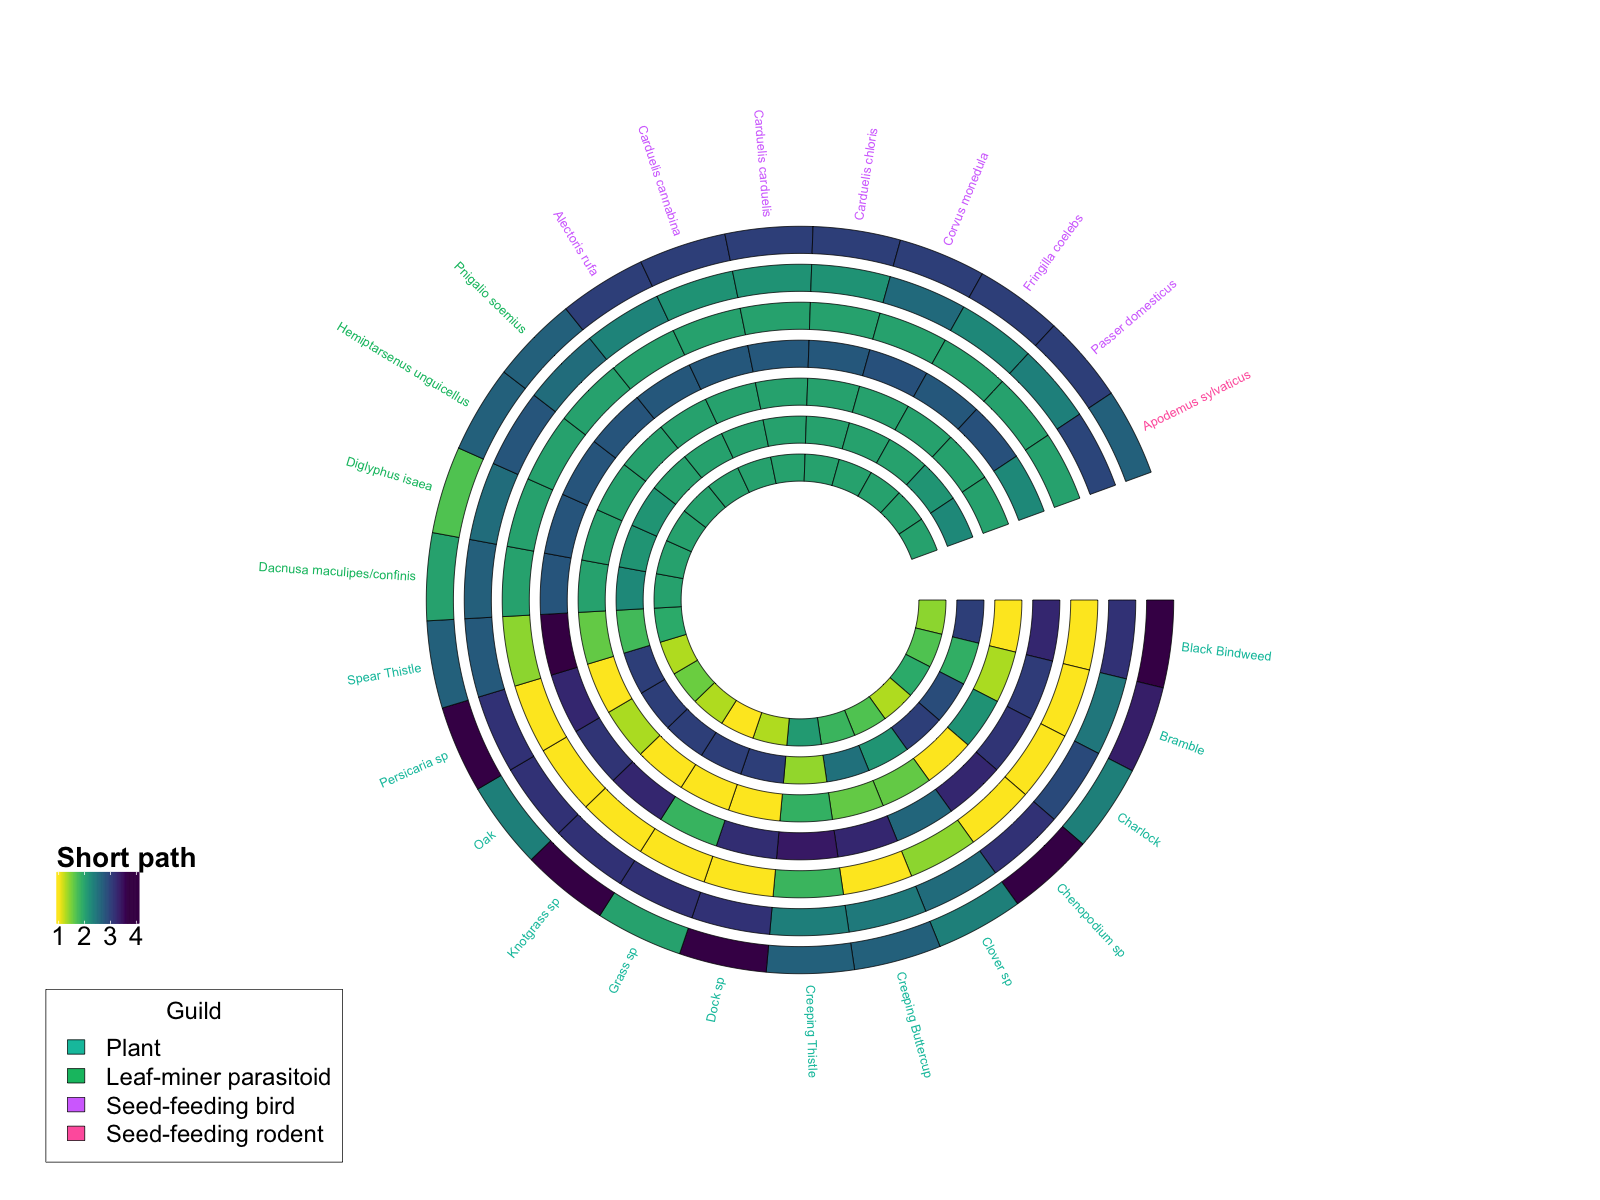 Carduelis carduelis
Carduelis cannabina
Carduelis chloris
Corvus monedula
Alectoris rufa
Fringilla coelebs
Pnigalio soemius
Passer domesticus
Hemiptarsenus unguicellus
Apodemus sylvaticus
Diglyphus isaea
Dacnusa maculipes/confinis
Black Bindweed
Spear Thistle
Bramble
Persicaria sp
Charlock
Oak
Chenopodium sp
Knotgrass sp
Clover sp
Grass sp
Dock sp
Creeping Thistle
Creeping Buttercup
Short path
1 2 3 4
Guild
Plant
Leaf-miner parasitoid
Seed-feeding bird
Seed-feeding rodent